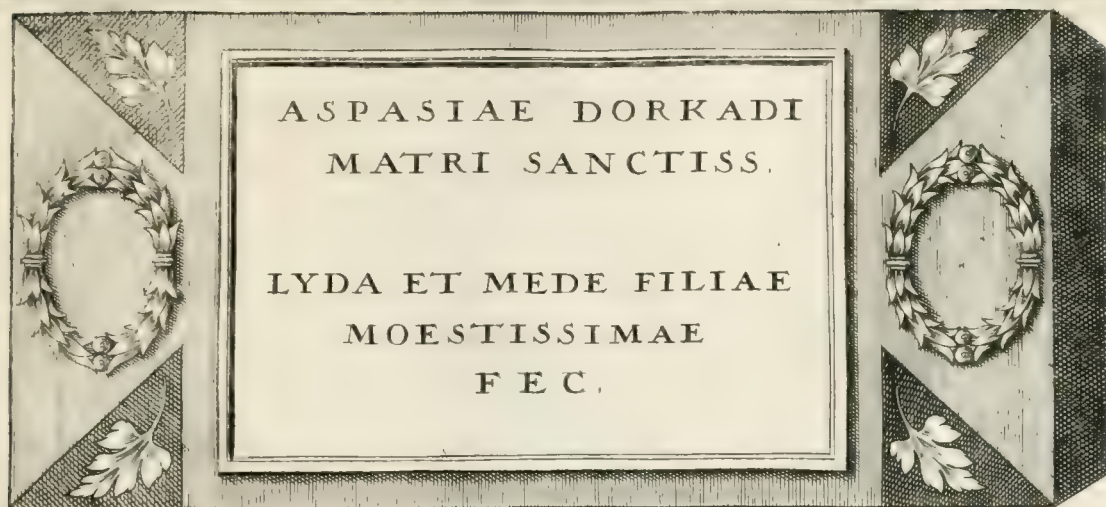 ASPASIAE DORKADI
MATRI SANCTISS.
LYDA ET MEDE FILIAE
MOESTISSIMAE
FEC.